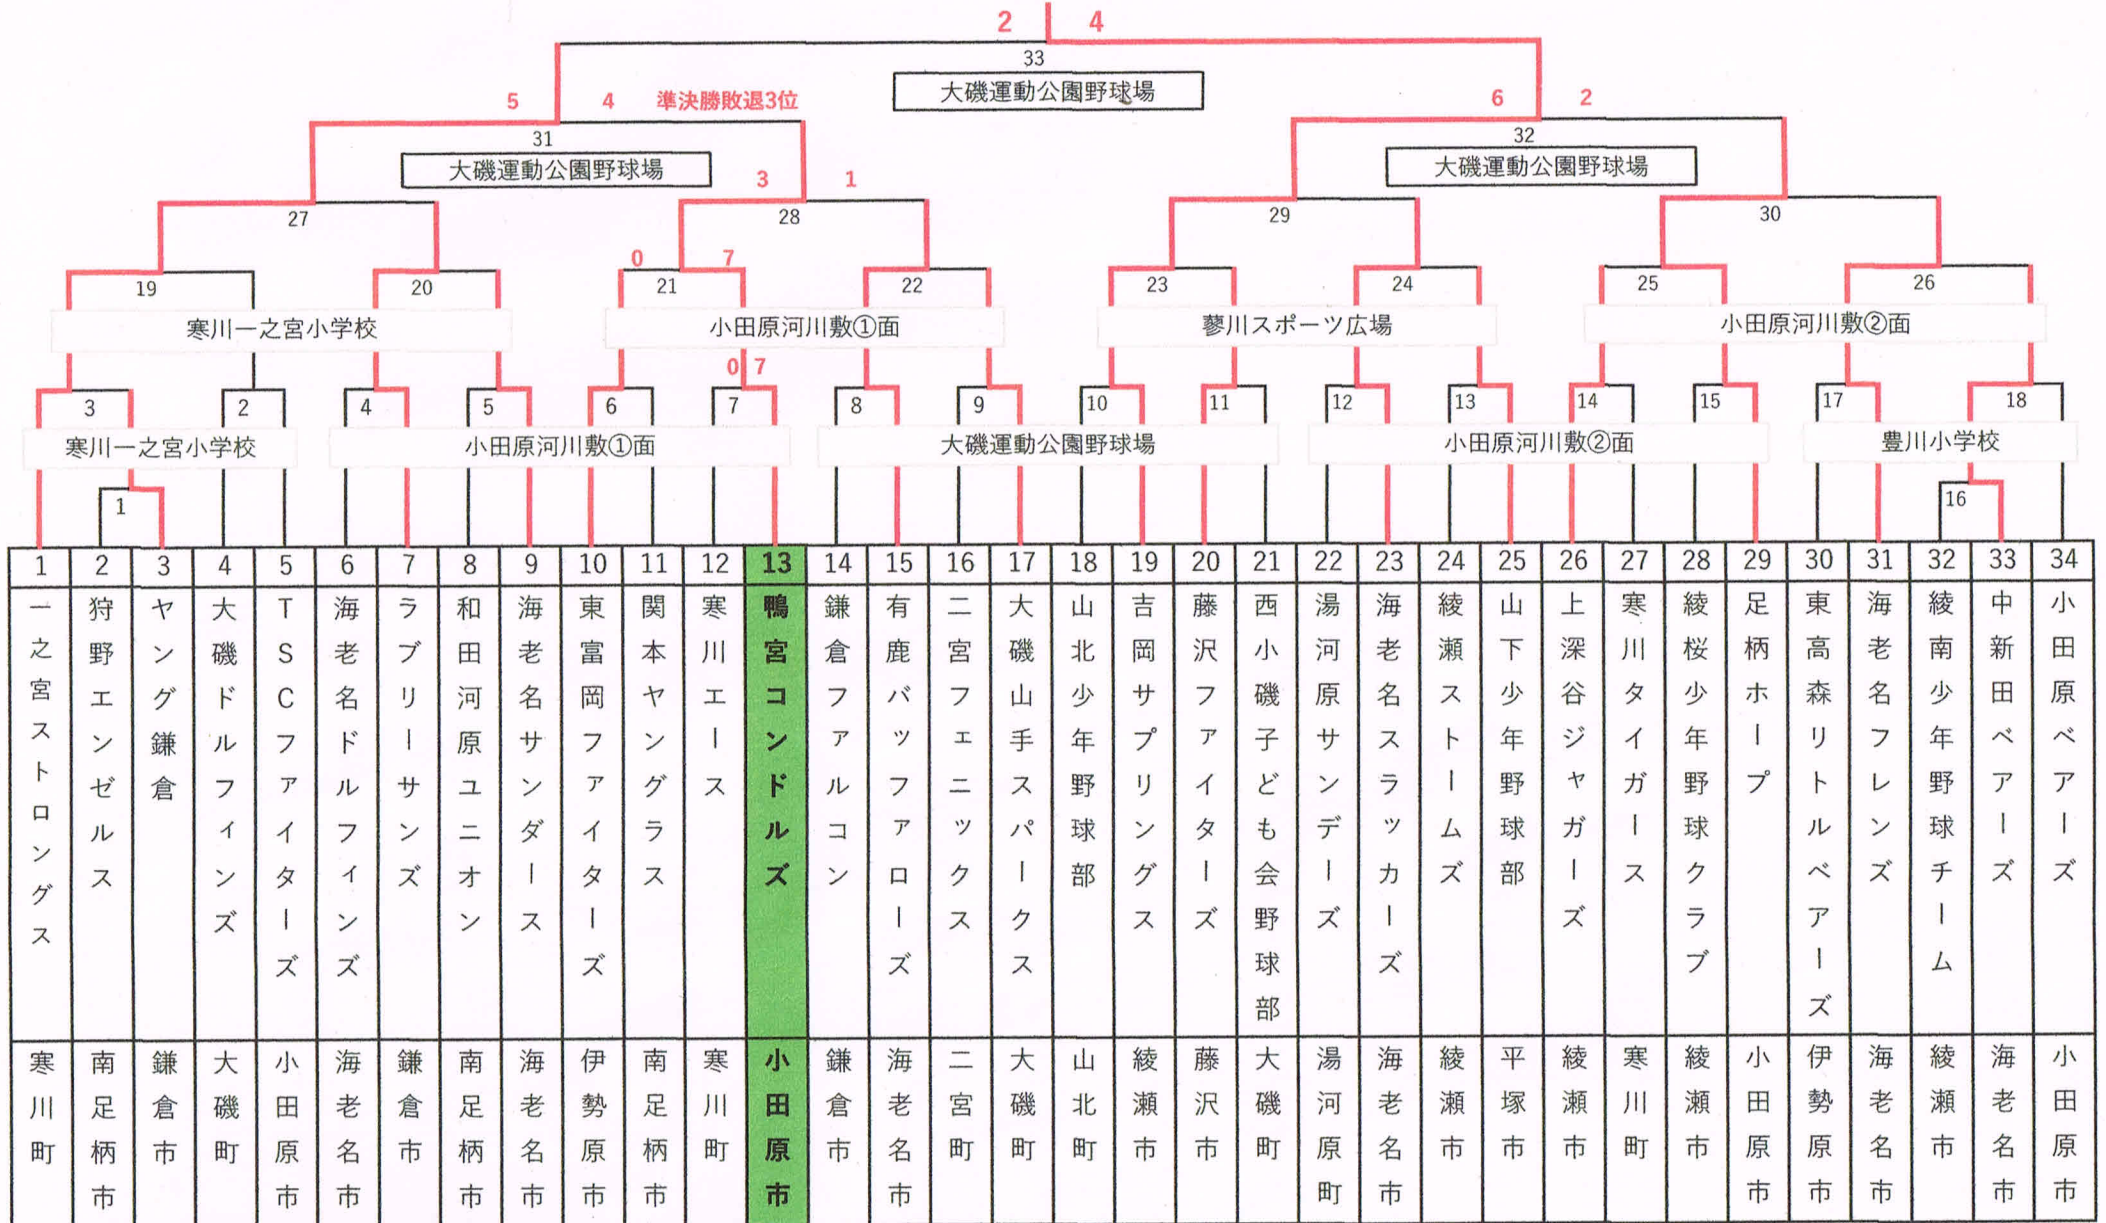 2 4
33
大磯運動公園野球場
5 4 準決勝敗退3位
6 2
31
32
大磯運動公園野球場
大磯運動公園野球場
3 1
27
28
29
30
0 7
19
20
21
22
23
24
25
26
寒川一之宮小学校
小田原河川敷①面
蓼川スポーツ広場
小田原河川敷②面
0 7
3
2
4
5
6
7
8
9
10
11
12
13
14
15
17
18
寒川一之宮小学校
小田原河川敷①面
大磯運動公園野球場
小田原河川敷②面
豊川小学校
1
16
1 2 3 4 5 6 7 8 9 10 11 12 13 14 15 16 17 18 19 20 21 22 23 24 25 26 27 28 29 30 31 32 33 34
一之宮ストロングス
狩野エンゼルス
ヤング鎌倉
大磯ドルフィンズ
TSCファイターズ
海老名ドルフィンズ
ラブリーサンズ
和田河原ユニオン
海老名サンダース
東富岡ファイターズ
関本ヤングラス
寒川エース
鴨宮コンドルズ
鎌倉ファルコン
有鹿バッファローズ
二宮フェニックス
大磯山手スパークス
山北少年野球部
吉岡サプリングス
藤沢ファイターズ
西小磯子ども会野球部
湯河原サンデーズ
海老名スラッカーズ
綾瀬ストームズ
山下少年野球部
上深谷ジャガーズ
寒川タイガース
綾桜少年野球クラブ
足柄ホープ
東高森リトルベアーズ
海老名フレンズ
綾南少年野球チーム
中新田ベアーズ
小田原ベアーズ
寒川町
南足柄市
鎌倉市
大磯町
小田原市
海老名市
鎌倉市
南足柄市
海老名市
伊勢原市
南足柄市
寒川町
小田原市
鎌倉市
海老名市
二宮町
大磯町
山北町
綾瀬市
藤沢市
大磯町
湯河原町
海老名市
綾瀬市
平塚市
綾瀬市
寒川町
綾瀬市
小田原市
伊勢原市
海老名市
綾瀬市
海老名市
小田原市